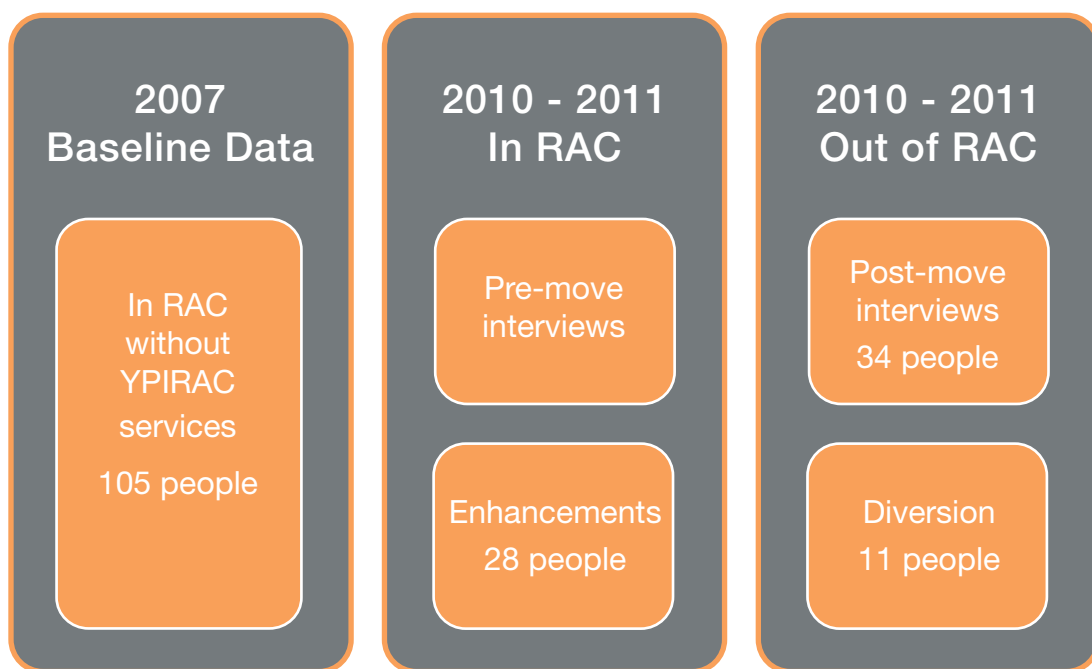 2007
Baseline Data
In RAC
without
YPIRAC
services
105 people
2010 - 2011
In RAC
Pre-move
interviews
Enhancements
28 people
2010 - 2011
Out of RAC
Post-move
interviews
34 people
Diversion
11 people